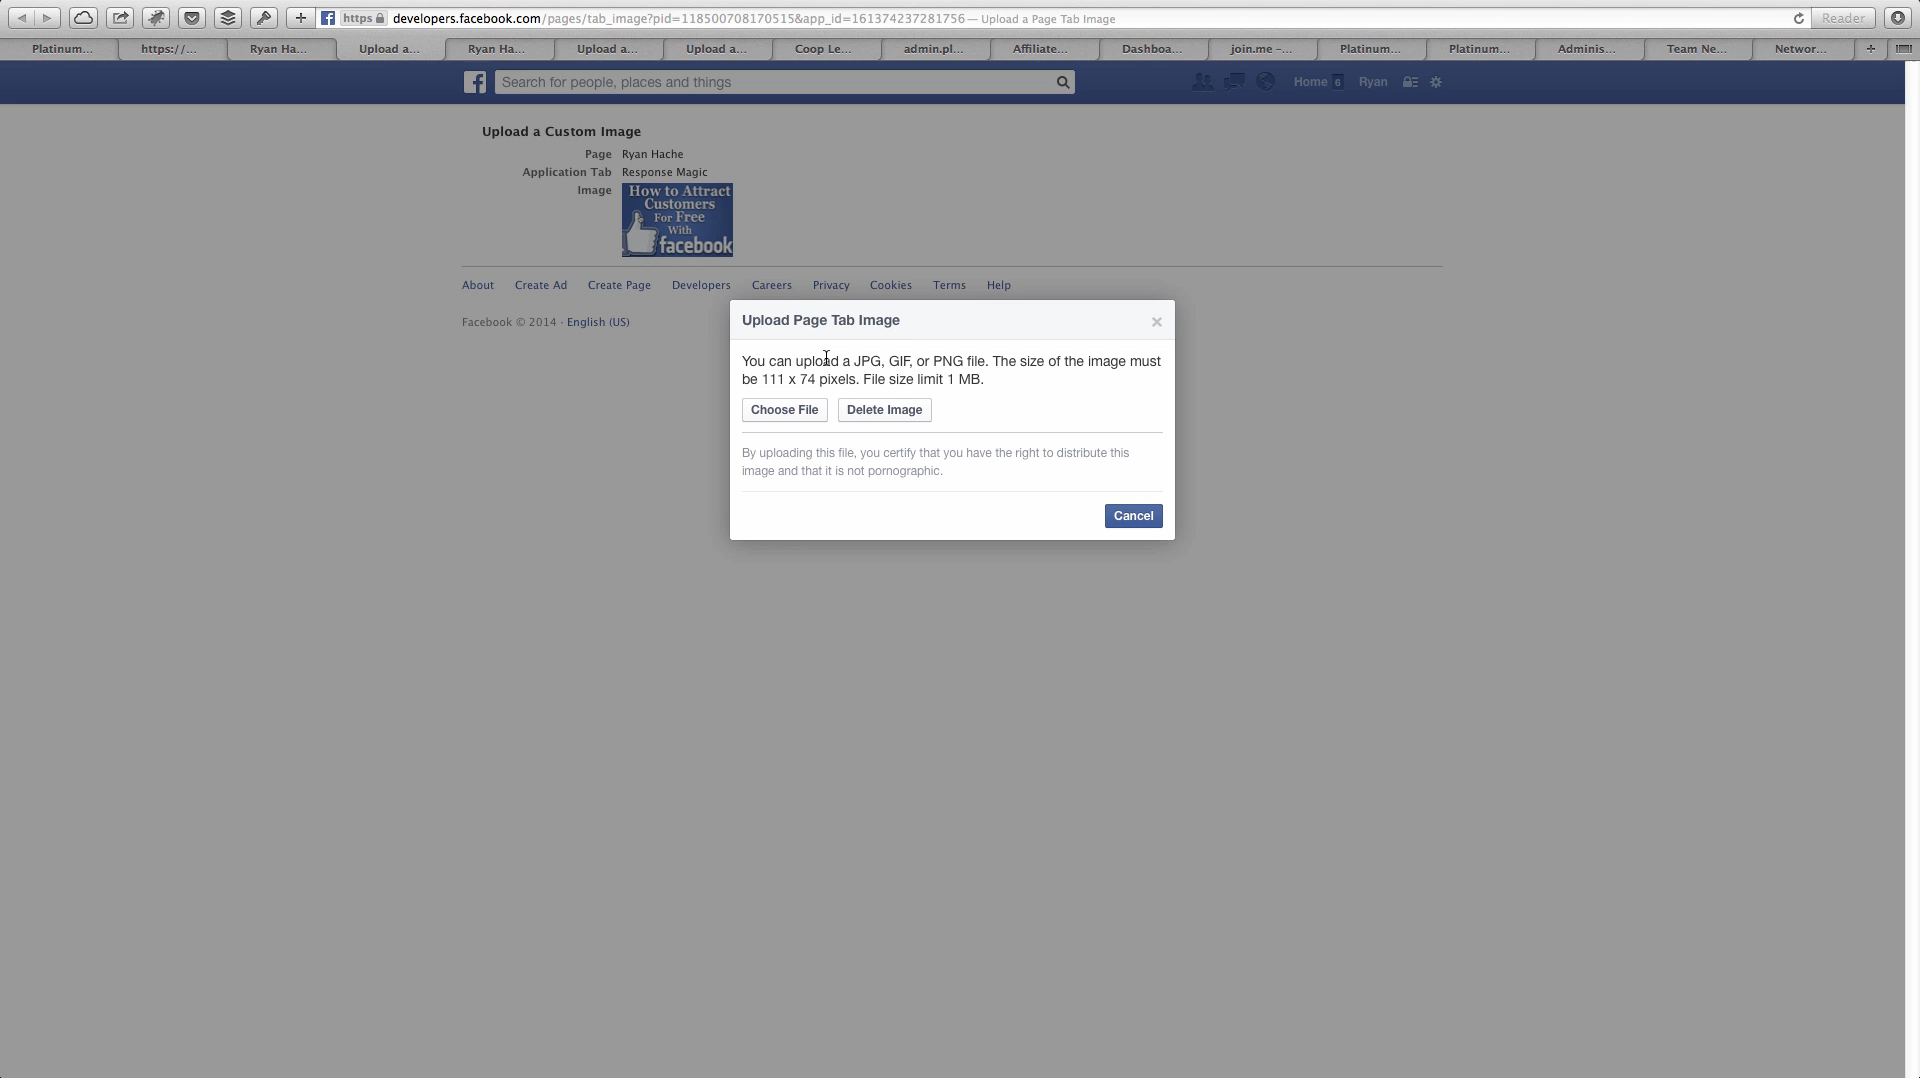 https developers.facebook.com/pages/tab_image?pid=118500708170515&app_id=161374237281756 — Upload a Page Tab Image Reader
Platinum... https://... Ryan Ha... Upload a... Ryan Ha... Upload a... Upload a... Coop Le... admin.pl... Affiliate... Dashboa... join.me -... Platinum... Platinum... Adminis... Team Ne... Networ...
Search for people, places and things Home 6 Ryan
Upload a Custom Image
Page Ryan Hache
Application Tab Response Magic
Image
How to Attract
Customers
For Free
With
facebook
About Create Ad Create Page Developers Careers Privacy Cookies Terms Help
Facebook © 2014 · English (US)
Upload Page Tab Image
You can upload a JPG, GIF, or PNG file. The size of the image must
be 111 x 74 pixels. File size limit 1 MB.
Choose File Delete Image
By uploading this file, you certify that you have the right to distribute this
image and that it is not pornographic.
Cancel